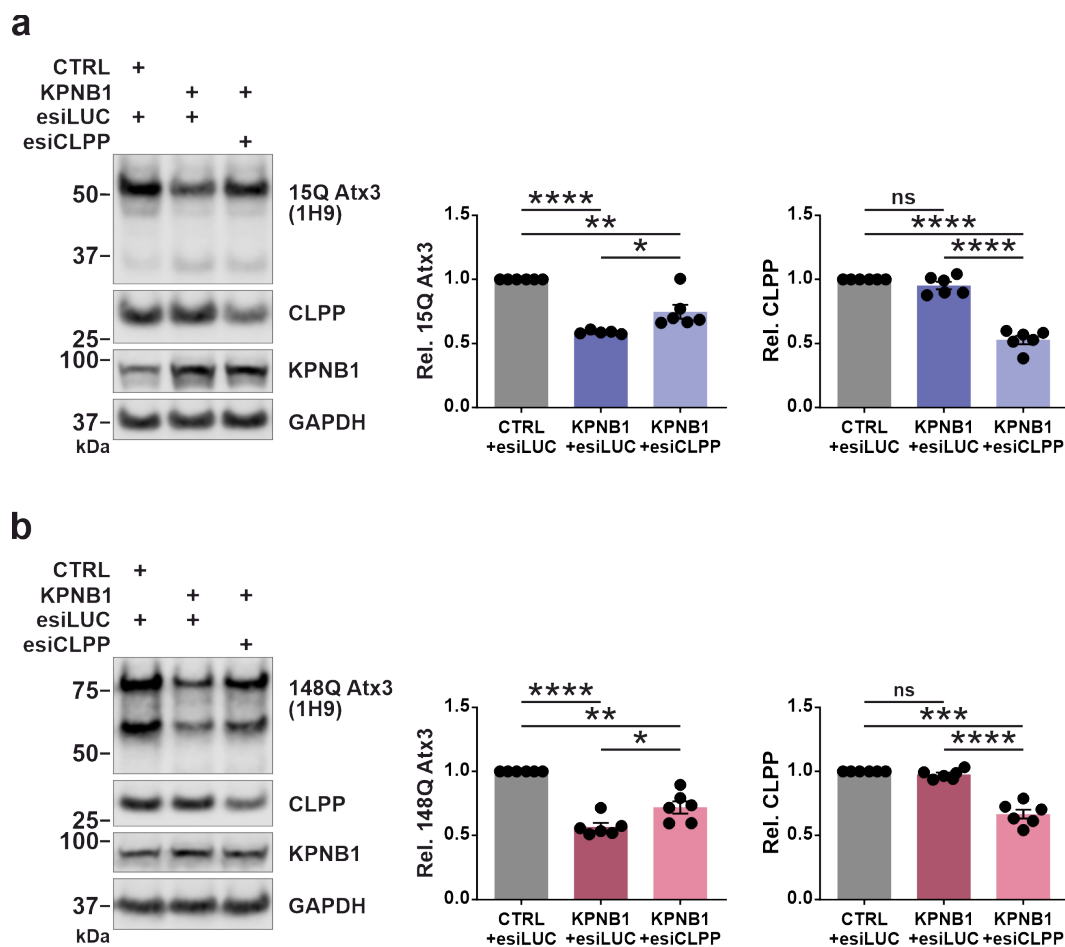 a
CTRL +
KPNB1 + +
esiLUC + +
esiCLPP +
50
37
15Q Atx3
(1H9)
25
CLPP
100
KPNB1
37
GAPDH
kDa
Rel. 15Q Atx3
1.5
1.0
0.5
0.0
****
**
*
CTRL KPNB1 KPNB1
+esiLUC +esiLUC +esiCLPP
Rel. CLPP
1.5
1.0
0.5
0.0
ns
****
****
CTRL KPNB1 KPNB1
+esiLUC +esiLUC +esiCLPP
b
CTRL +
KPNB1 + +
esiLUC + +
esiCLPP +
75
50
148Q Atx3
(1H9)
25
CLPP
100
KPNB1
37
GAPDH
kDa
Rel. 148Q Atx3
1.5
1.0
0.5
0.0
****
**
*
CTRL KPNB1 KPNB1
+esiLUC +esiLUC +esiCLPP
Rel. CLPP
1.5
1.0
0.5
0.0
ns
***
****
CTRL KPNB1 KPNB1
+esiLUC +esiLUC +esiCLPP